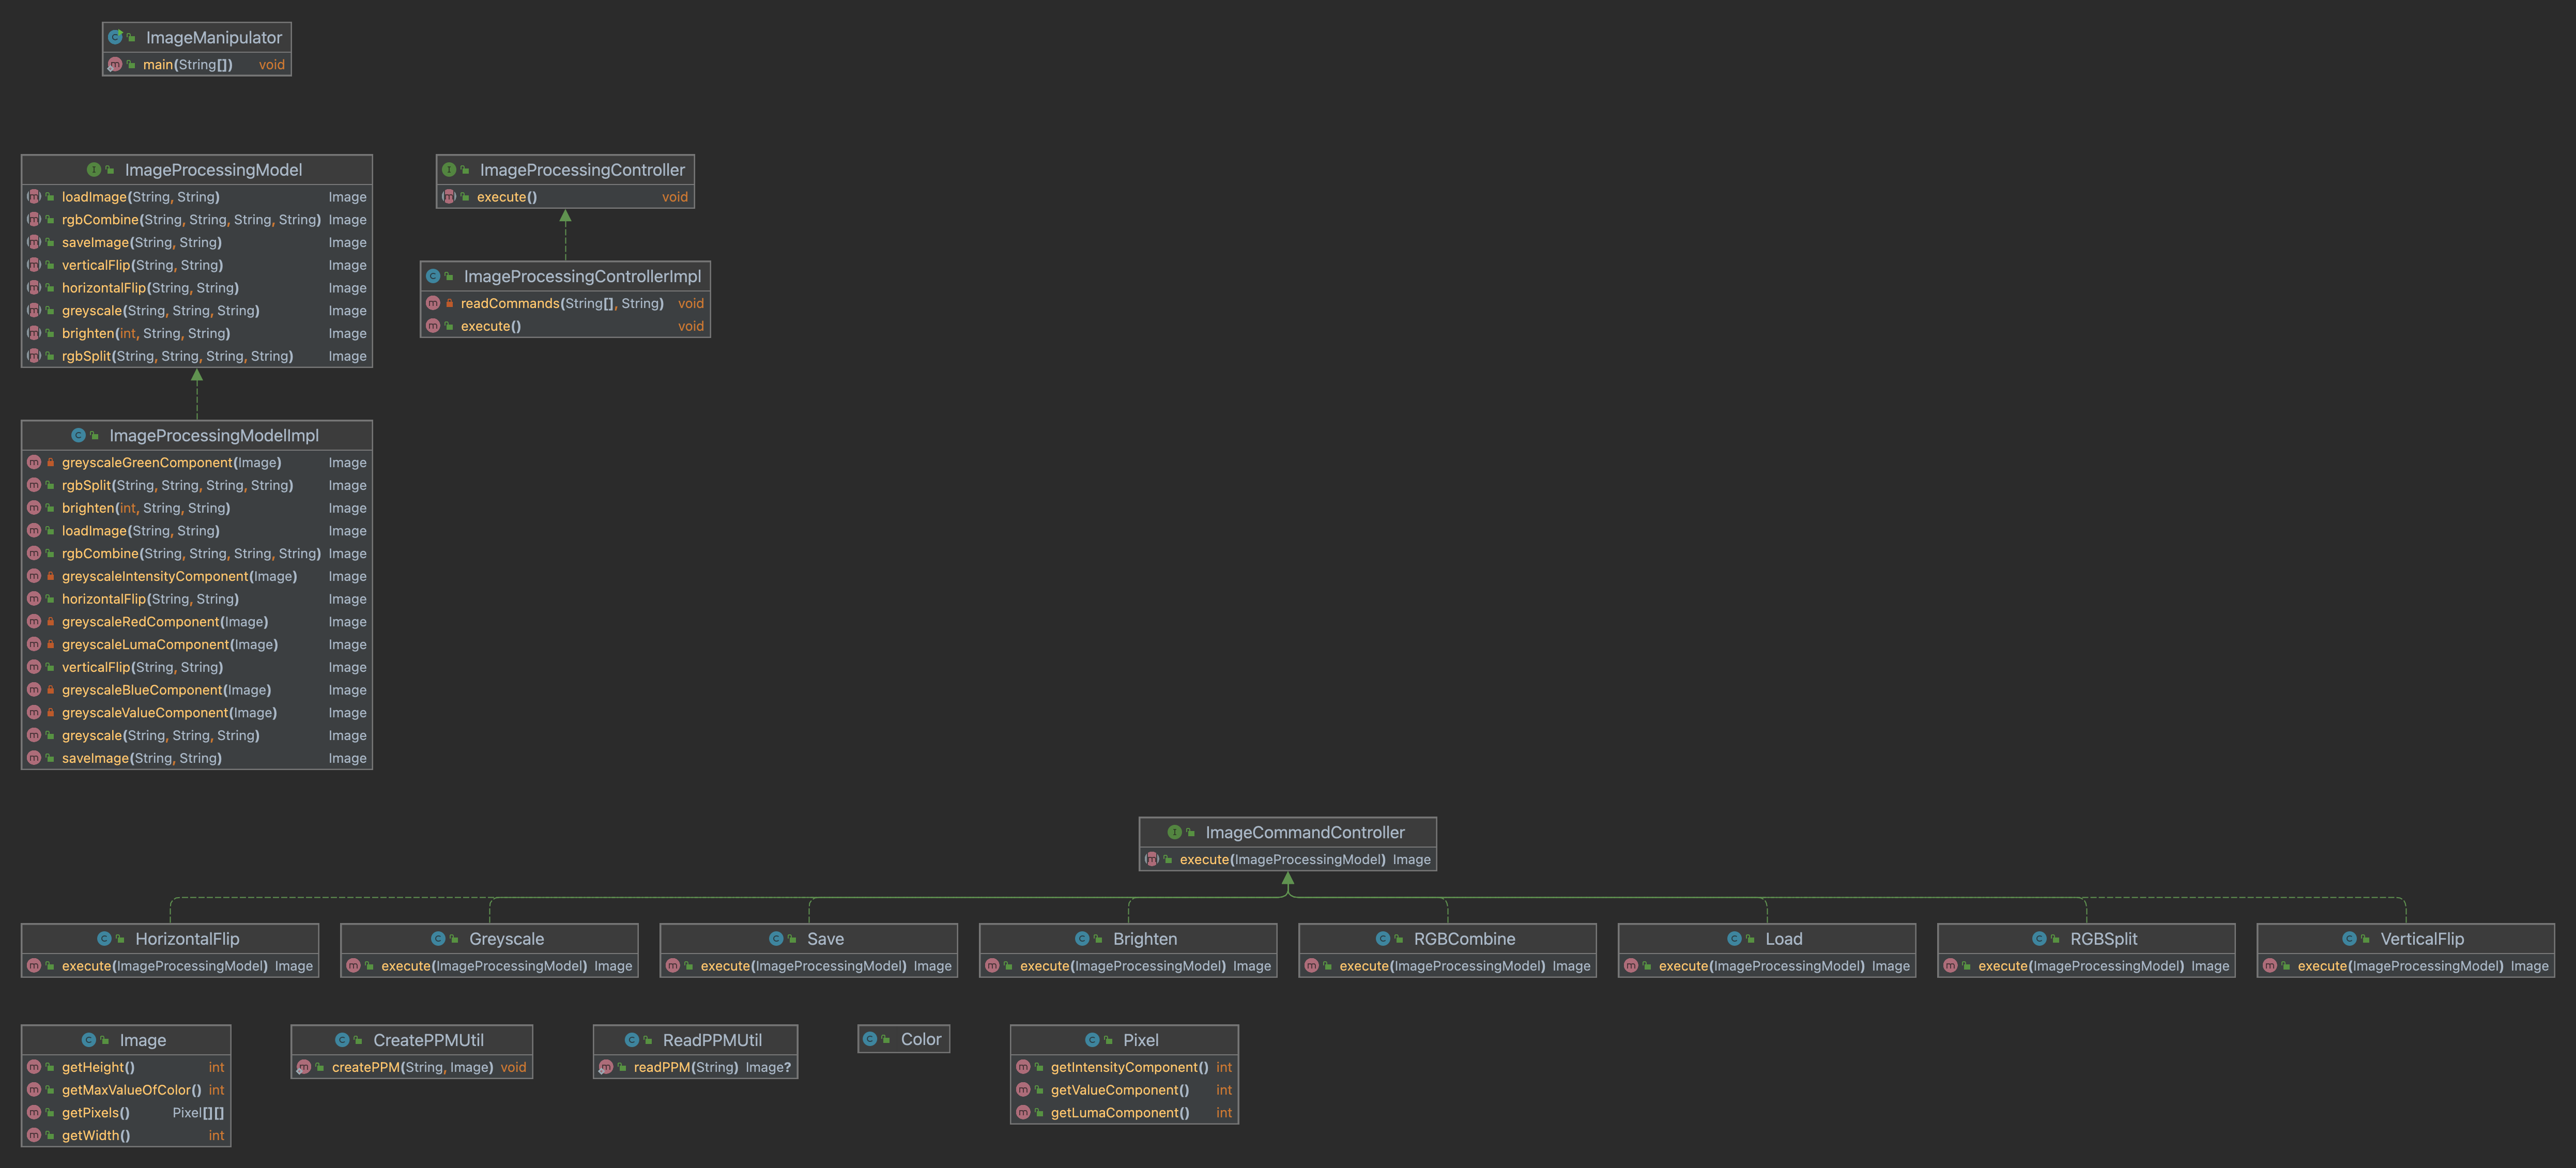 ImageManipulator
main(String[]) void
ImageProcessingModel
loadImage(String, String) Image
rgbCombine(String, String, String, String) Image
saveImage(String, String) Image
verticalFlip(String, String) Image
horizontalFlip(String, String) Image
greyscale(String, String, String) Image
brighten(int, String, String) Image
rgbSplit(String, String, String, String) Image
ImageProcessingController
execute() void
ImageProcessingControllerImpl
readCommands(String[], String) void
execute() void
ImageProcessingModelImpl
greyscaleGreenComponent(Image) Image
rgbSplit(String, String, String, String) Image
brighten(int, String, String) Image
loadImage(String, String) Image
rgbCombine(String, String, String, String) Image
greyscaleIntensityComponent(Image) Image
horizontalFlip(String, String) Image
greyscaleRedComponent(Image) Image
greyscaleLumaComponent(Image) Image
verticalFlip(String, String) Image
greyscaleBlueComponent(Image) Image
greyscaleValueComponent(Image) Image
greyscale(String, String, String) Image
saveImage(String, String) Image
ImageCommandController
execute(ImageProcessingModel) Image
HorizontalFlip
execute(ImageProcessingModel) Image
Greyscale
execute(ImageProcessingModel) Image
Save
execute(ImageProcessingModel) Image
Brighten
execute(ImageProcessingModel) Image
RGBCombine
execute(ImageProcessingModel) Image
Load
execute(ImageProcessingModel) Image
RGBSplit
execute(ImageProcessingModel) Image
VerticalFlip
execute(ImageProcessingModel) Image
Image
getHeight() int
getMaxValueOfColor() int
getPixels() Pixel[][]
getWidth() int
CreatePPMUtil
createPPM(String, Image) void
ReadPPMUtil
readPPM(String) Image?
Color
Pixel
getIntensityComponent() int
getValueComponent() int
getLumaComponent() int